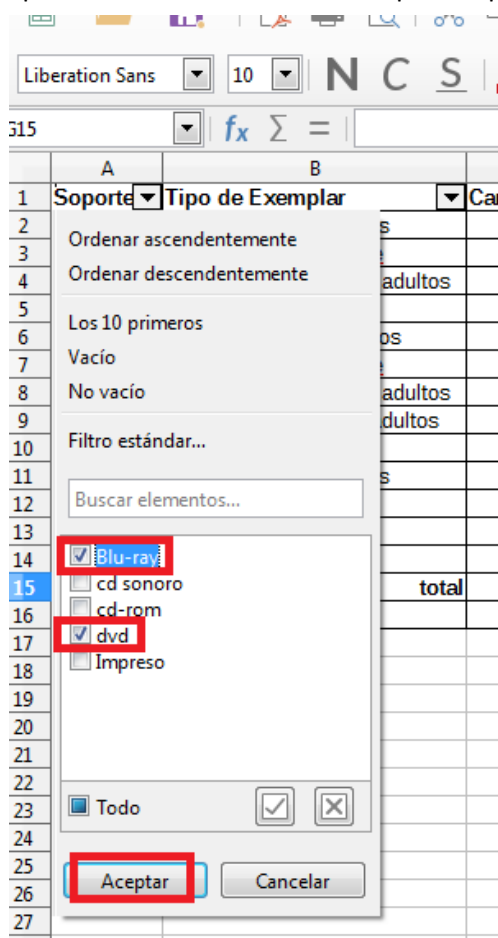 Liberation Sans 10 N C S
G15 fx Σ =
A B
1 Soporte Tipo de Exemplar
2
3
4 adultos
5
6 os
7
8 adultos
9 dultos
10
11
12
13
14
15 total
16
17
18
19
20
21
22
23
24
25
26
27
Ordenar ascendentemente
Ordenar descendentemente
Los 10 primeros
Vacío
No vacío
Filtro estándar...
Buscar elementos...
Blu-ray
cd sonoro
cd-rom
dvd
Impreso
Todo
Aceptar Cancelar